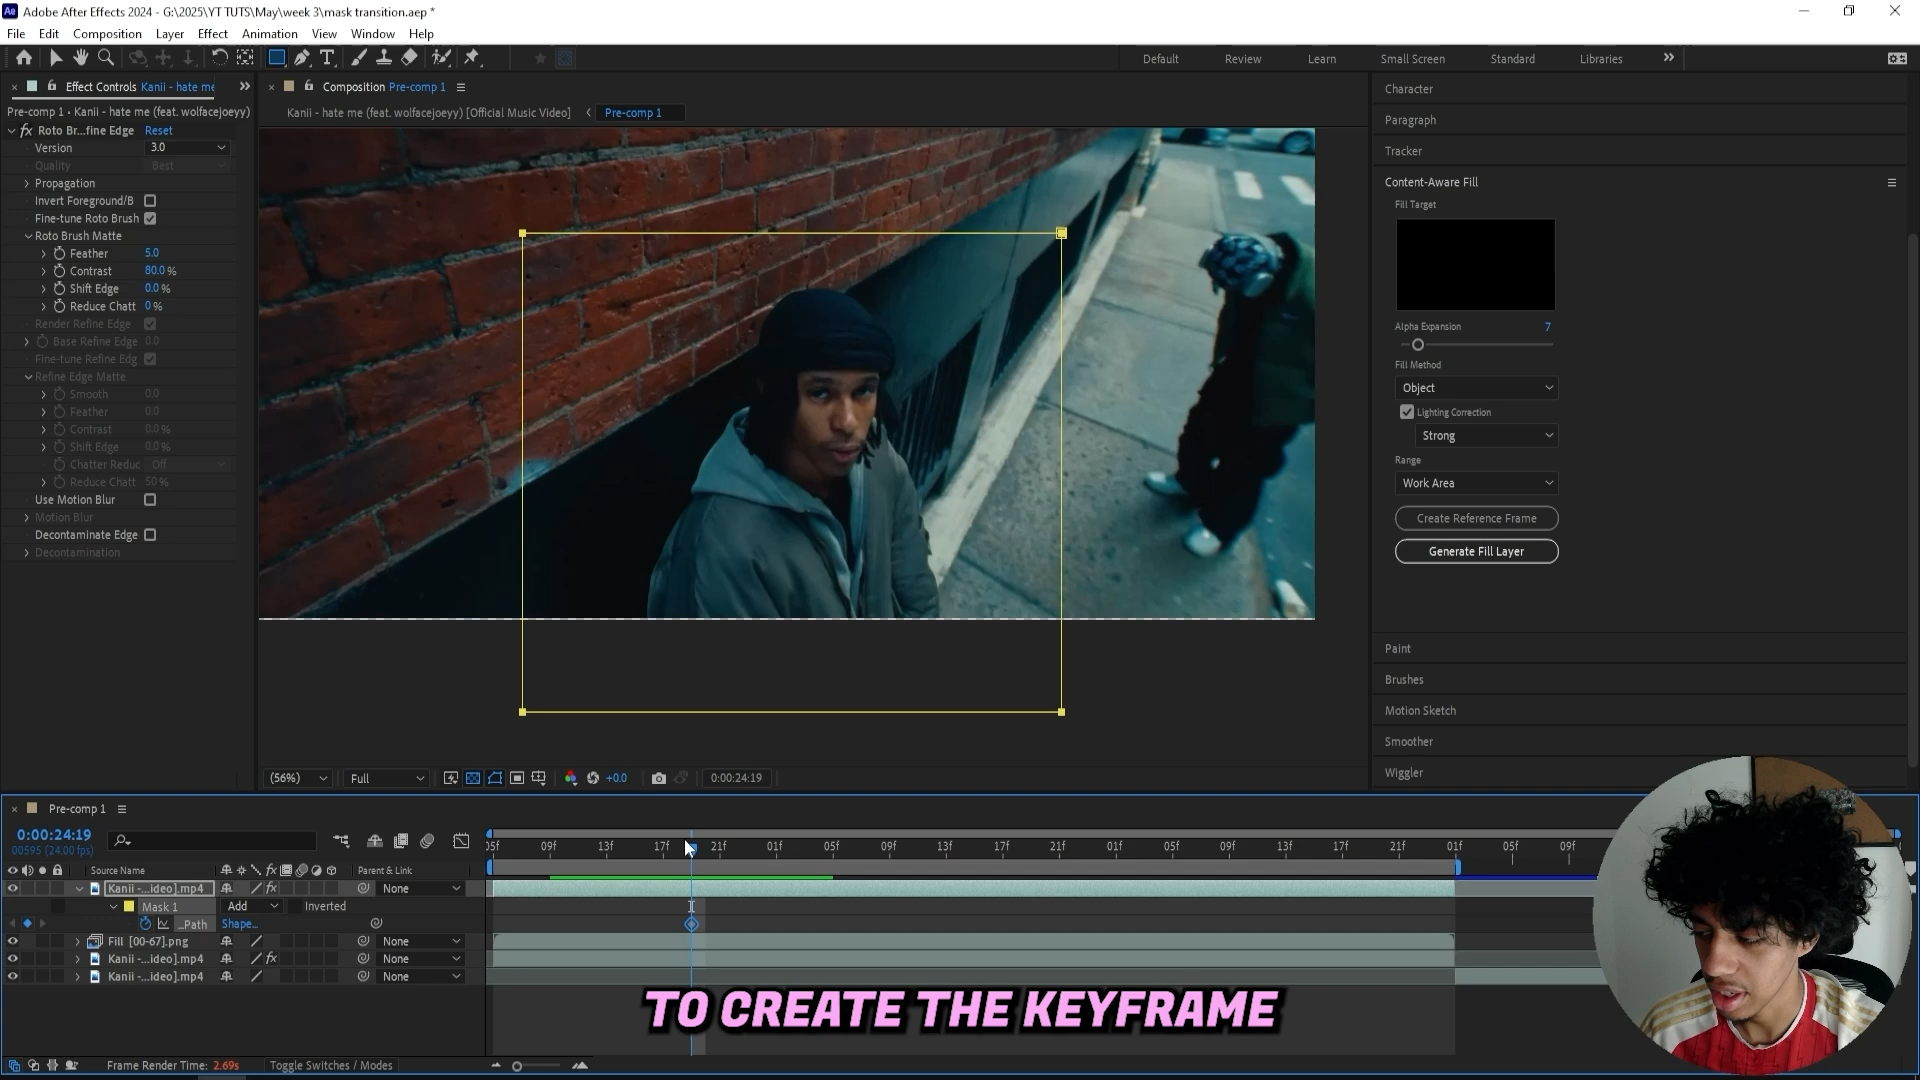 Adobe After Effects 2024 - G:\2025\YT TUTS\May\week 3\mask transition.aep *
File Edit Composition Layer Effect Animation View Window Help
Default Review Learn Small Screen Standard Libraries
Effect Controls Kanii - hate me
Pre-comp 1 • Kanii - hate me (feat. wolfacejoeyy)
fx Roto Br...fine Edge Reset
Version 3.0
Quality Best
Propagation
Invert Foreground/B
Fine-tune Roto Brush
Roto Brush Matte
Feather 5.0
Contrast 80.0 %
Shift Edge 0.0 %
Reduce Chatt 0 %
Render Refine Edge
Base Refine Edge 0.0
Fine-tune Refine Edg
Refine Edge Matte
Smooth 0.0
Feather 0.0
Contrast 0.0 %
Shift Edge 0.0 %
Chatter Reduc Off
Reduce Chatt 50 %
Use Motion Blur
Motion Blur
Decontaminate Edge
Decontamination
Composition Pre-comp 1
Kanii - hate me (feat. wolfacejoeyy) [Official Music Video] Pre-comp 1
(56%) Full +0.0 0:00:24:19
Character
Paragraph
Tracker
Content-Aware Fill
Fill Target
Alpha Expansion 7
Fill Method
Object
Lighting Correction
Strong
Range
Work Area
Create Reference Frame
Generate Fill Layer
Paint
Brushes
Motion Sketch
Smoother
Wiggler
Pre-comp 1
0:00:24:19
00595 (24.00 fps)
05f 09f 13f 17f 21f 01f 05f 09f 13f 17f 21f 01f 05f 09f 13f 17f 21f 01f 05f 09f
Source Name Parent & Link
Kanii -...ideo].mp4 None
Mask 1 Add Inverted
_Path Shape...
Fill [00-67].png None
Kanii -...ideo].mp4 None
Kanii -...ideo].mp4 None
TO CREATE THE KEYFRAME
Frame Render Time: 2.69s Toggle Switches / Modes